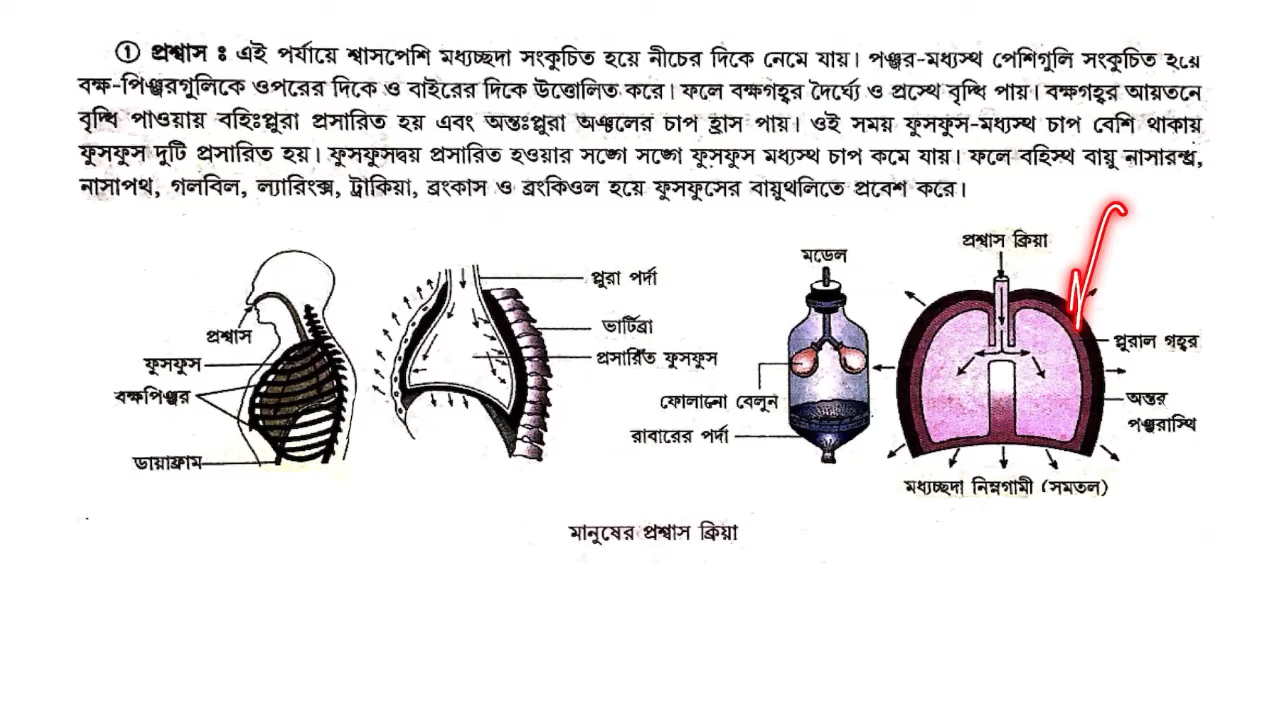 ① প্রশ্বাস : এই পর্যায়ে শ্বাসপেশি মধ্যচ্ছদা সংকুচিত হয়ে নীচের দিকে নেমে যায়। পঞ্জর-মধ্যস্থ পেশিগুলি সংকুচিত হয়ে
বক্ষ-পিঞ্জরগুলিকে ওপরের দিকে ও বাইরের দিকে উত্তোলিত করে। ফলে বক্ষগহ্বর দৈর্ঘ্যে ও প্রস্থে বৃদ্ধি পায়। বক্ষগহ্বর আয়তনে
বৃদ্ধি পাওয়ায় বহিঃপ্লুরা প্রসারিত হয় এবং অন্তঃপ্লুরা অঞ্চলের চাপ হ্রাস পায়। ওই সময় ফুসফুস-মধ্যস্থ চাপ বেশি থাকায়
ফুসফুস দুটি প্রসারিত হয়। ফুসফুসদ্বয় প্রসারিত হওয়ার সঙ্গে সঙ্গে ফুসফুস মধ্যস্থ চাপ কমে যায়। ফলে বহিস্থ বায়ু নাসারন্ধ্র,
নাসাপথ, গলবিল, ল্যারিংক্স, ট্রাকিয়া, ব্রংকাস ও ব্রংকিওল হয়ে ফুসফুসের বায়ুথলিতে প্রবেশ করে।
প্রশ্বাস
ফুসফুস
বক্ষপিঞ্জর
ডায়াফ্রাম
প্লুরা পর্দা
ভার্টিব্রা
প্রসারিত ফুসফুস
মডেল
ফোলানো বেলুন
রাবারের পর্দা
প্রশ্বাস ক্রিয়া
প্লুরাল গহ্বর
অন্তর
পঞ্জরাস্থি
মধ্যচ্ছদা নিম্নগামী (সমতল)
মানুষের প্রশ্বাস ক্রিয়া